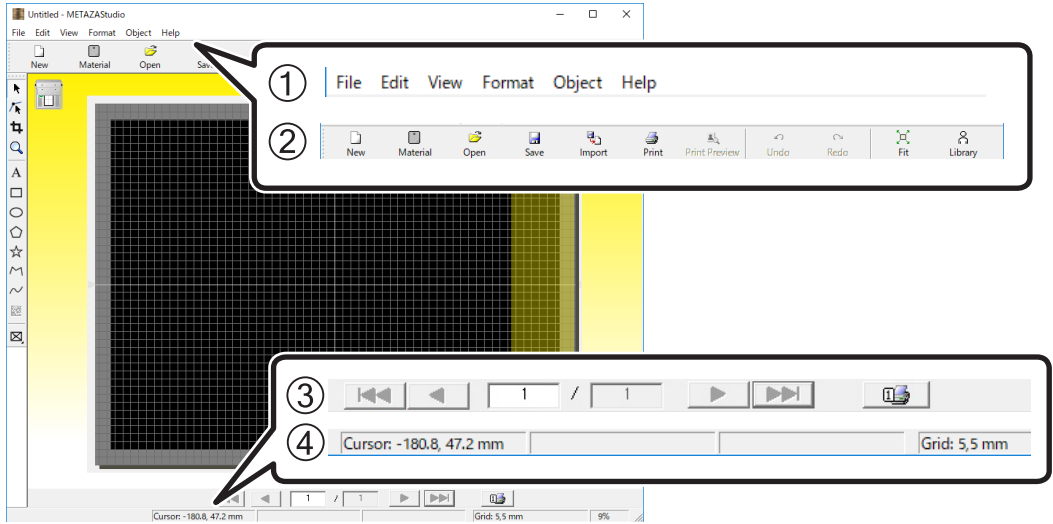 Untitled - METAZAStudio
File Edit View Format Object Help
New Material Open Save
① File Edit View Format Object Help
② New Material Open Save Import Print Print Preview Undo Redo Fit Library
A
③ 1 / 1 1
④ Cursor: -180.8, 47.2 mm Grid: 5,5 mm
1 / 1 1
Cursor: -180.8, 47.2 mm Grid: 5,5 mm 9%